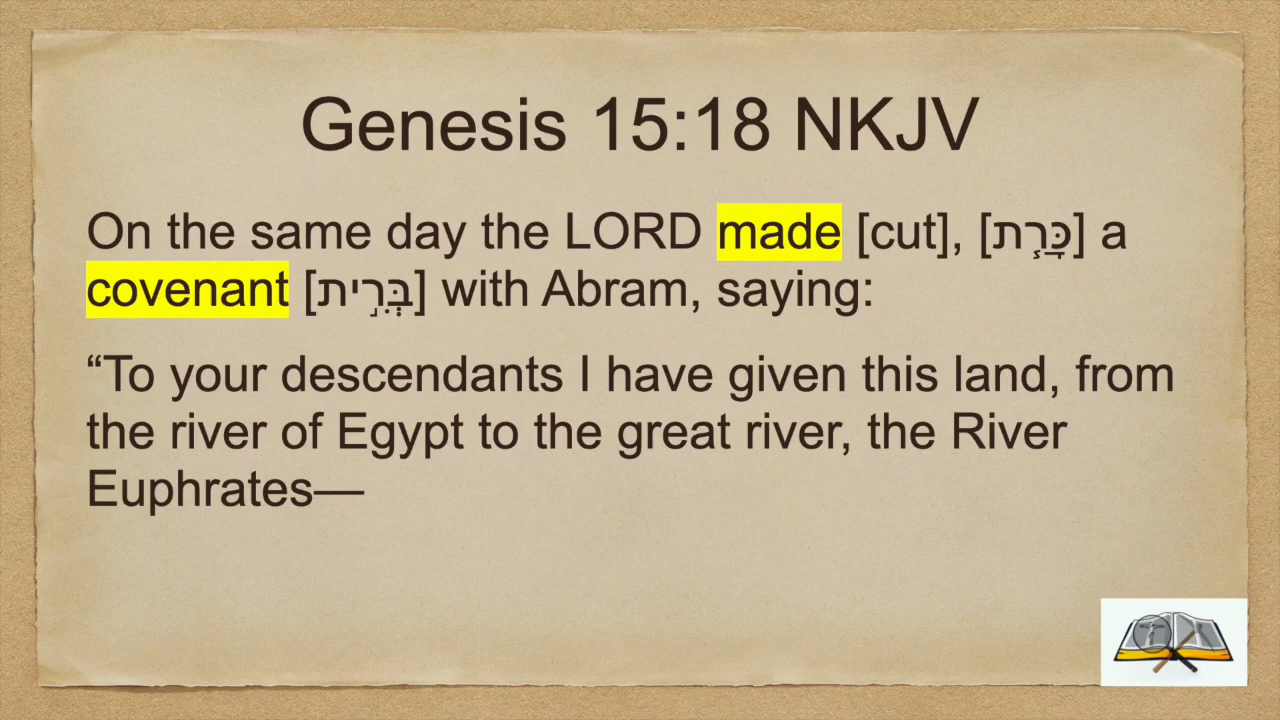 Genesis 15:18 NKJV
On the same day the LORD made [cut], [כָּרַ֧ת] a
covenant [בְּרִ֣ית] with Abram, saying:
“To your descendants I have given this land, from
the river of Egypt to the great river, the River
Euphrates—